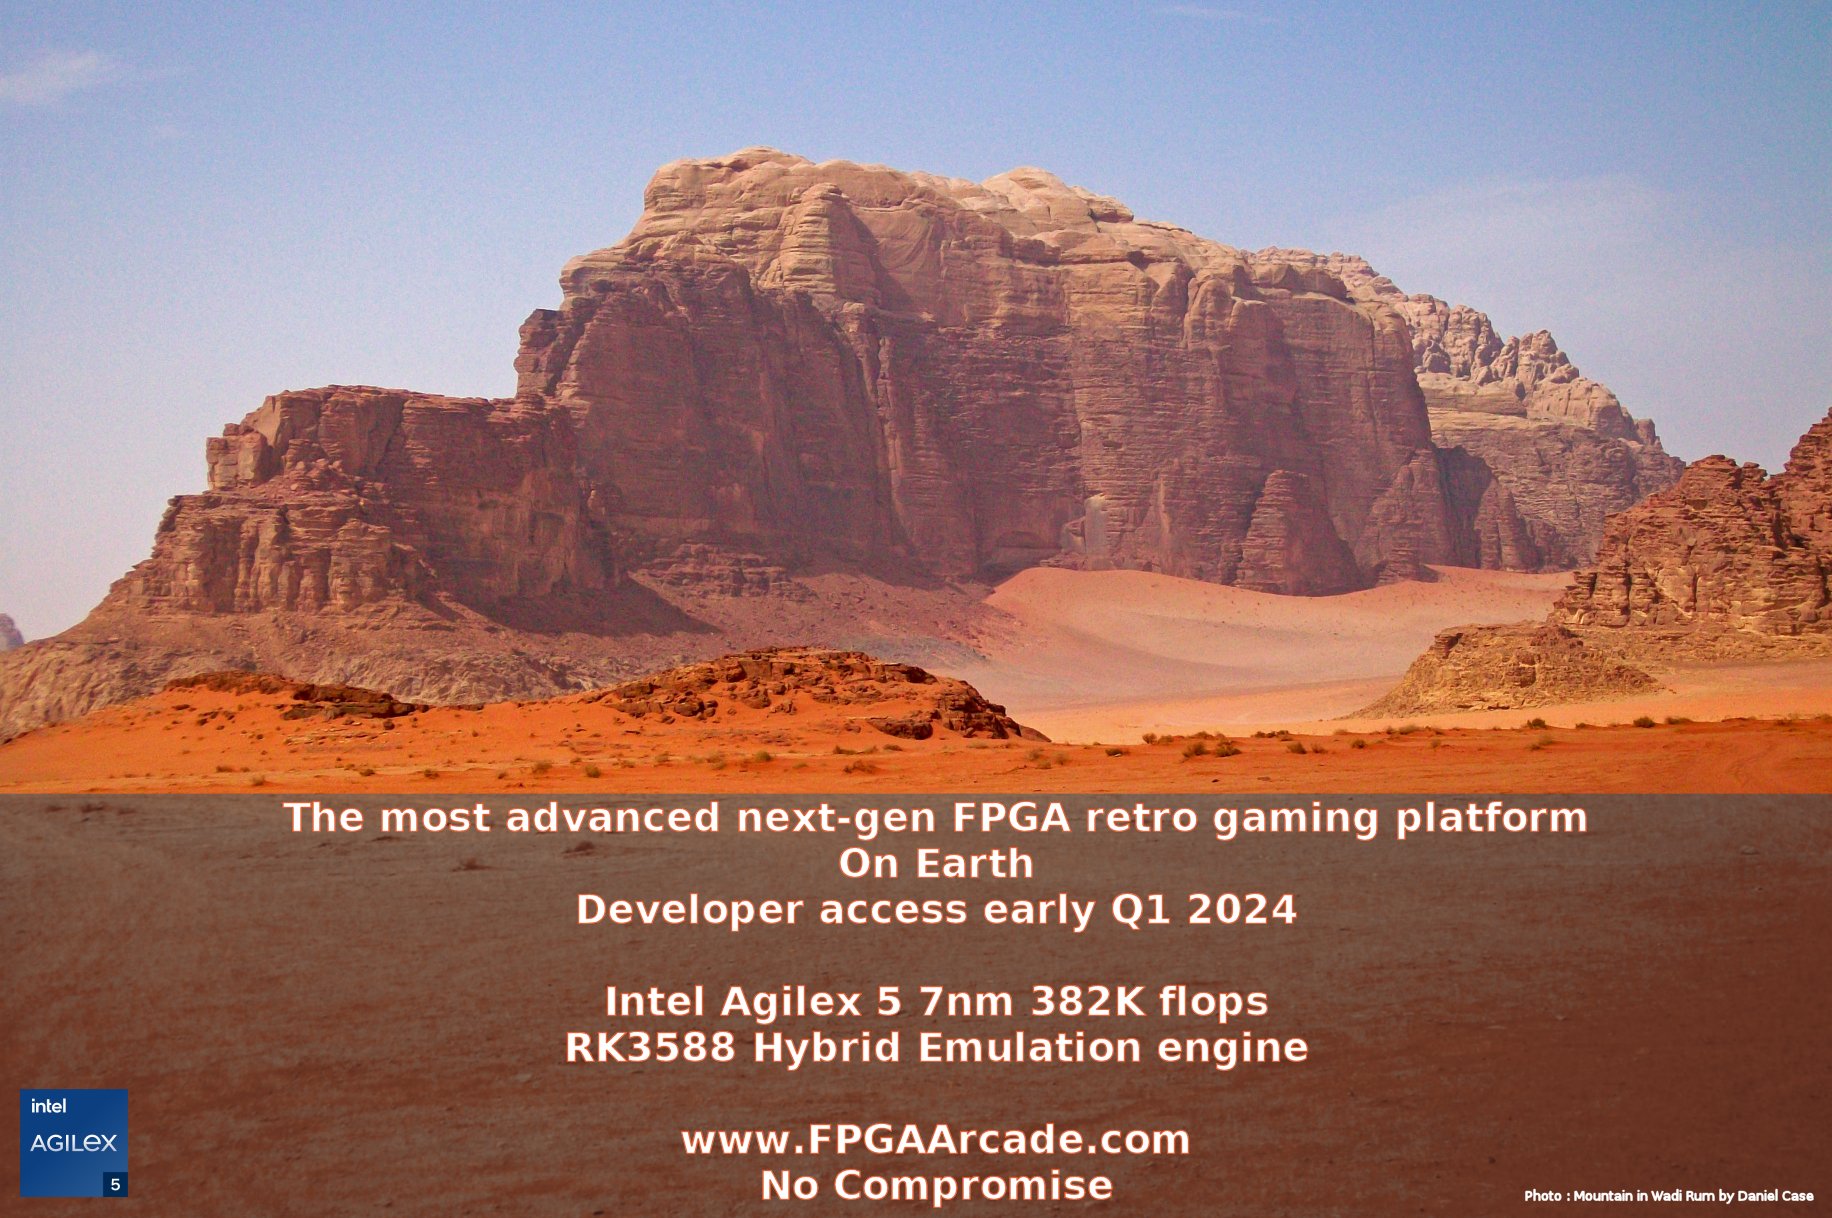 The most advanced next-gen FPGA retro gaming platform
On Earth
Developer access early Q1 2024
Intel Agilex 5 7nm 382K flops
RK3588 Hybrid Emulation engine
www.FPGAArcade.com
No Compromise
intel
AGILEX
5
Photo : Mountain in Wadi Rum by Daniel Case